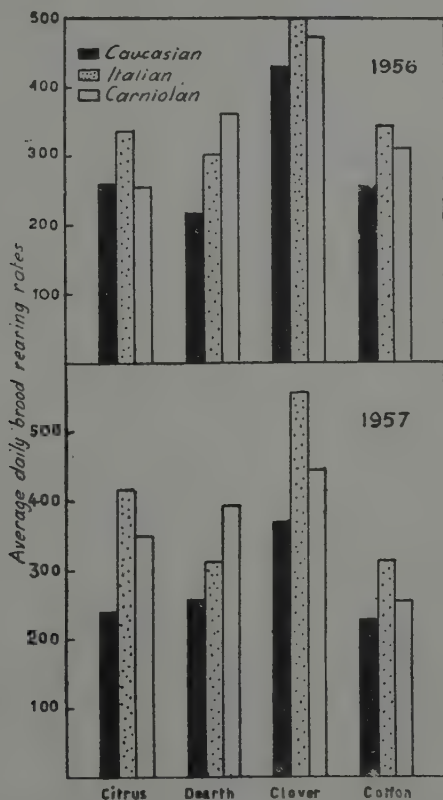 500
Caucasian
1956
Italian
400
Carniolan
300
200
100
Average daily brood rearing rates
1957
500
400
300
200
100
Citrus Dearth Clover Cotton